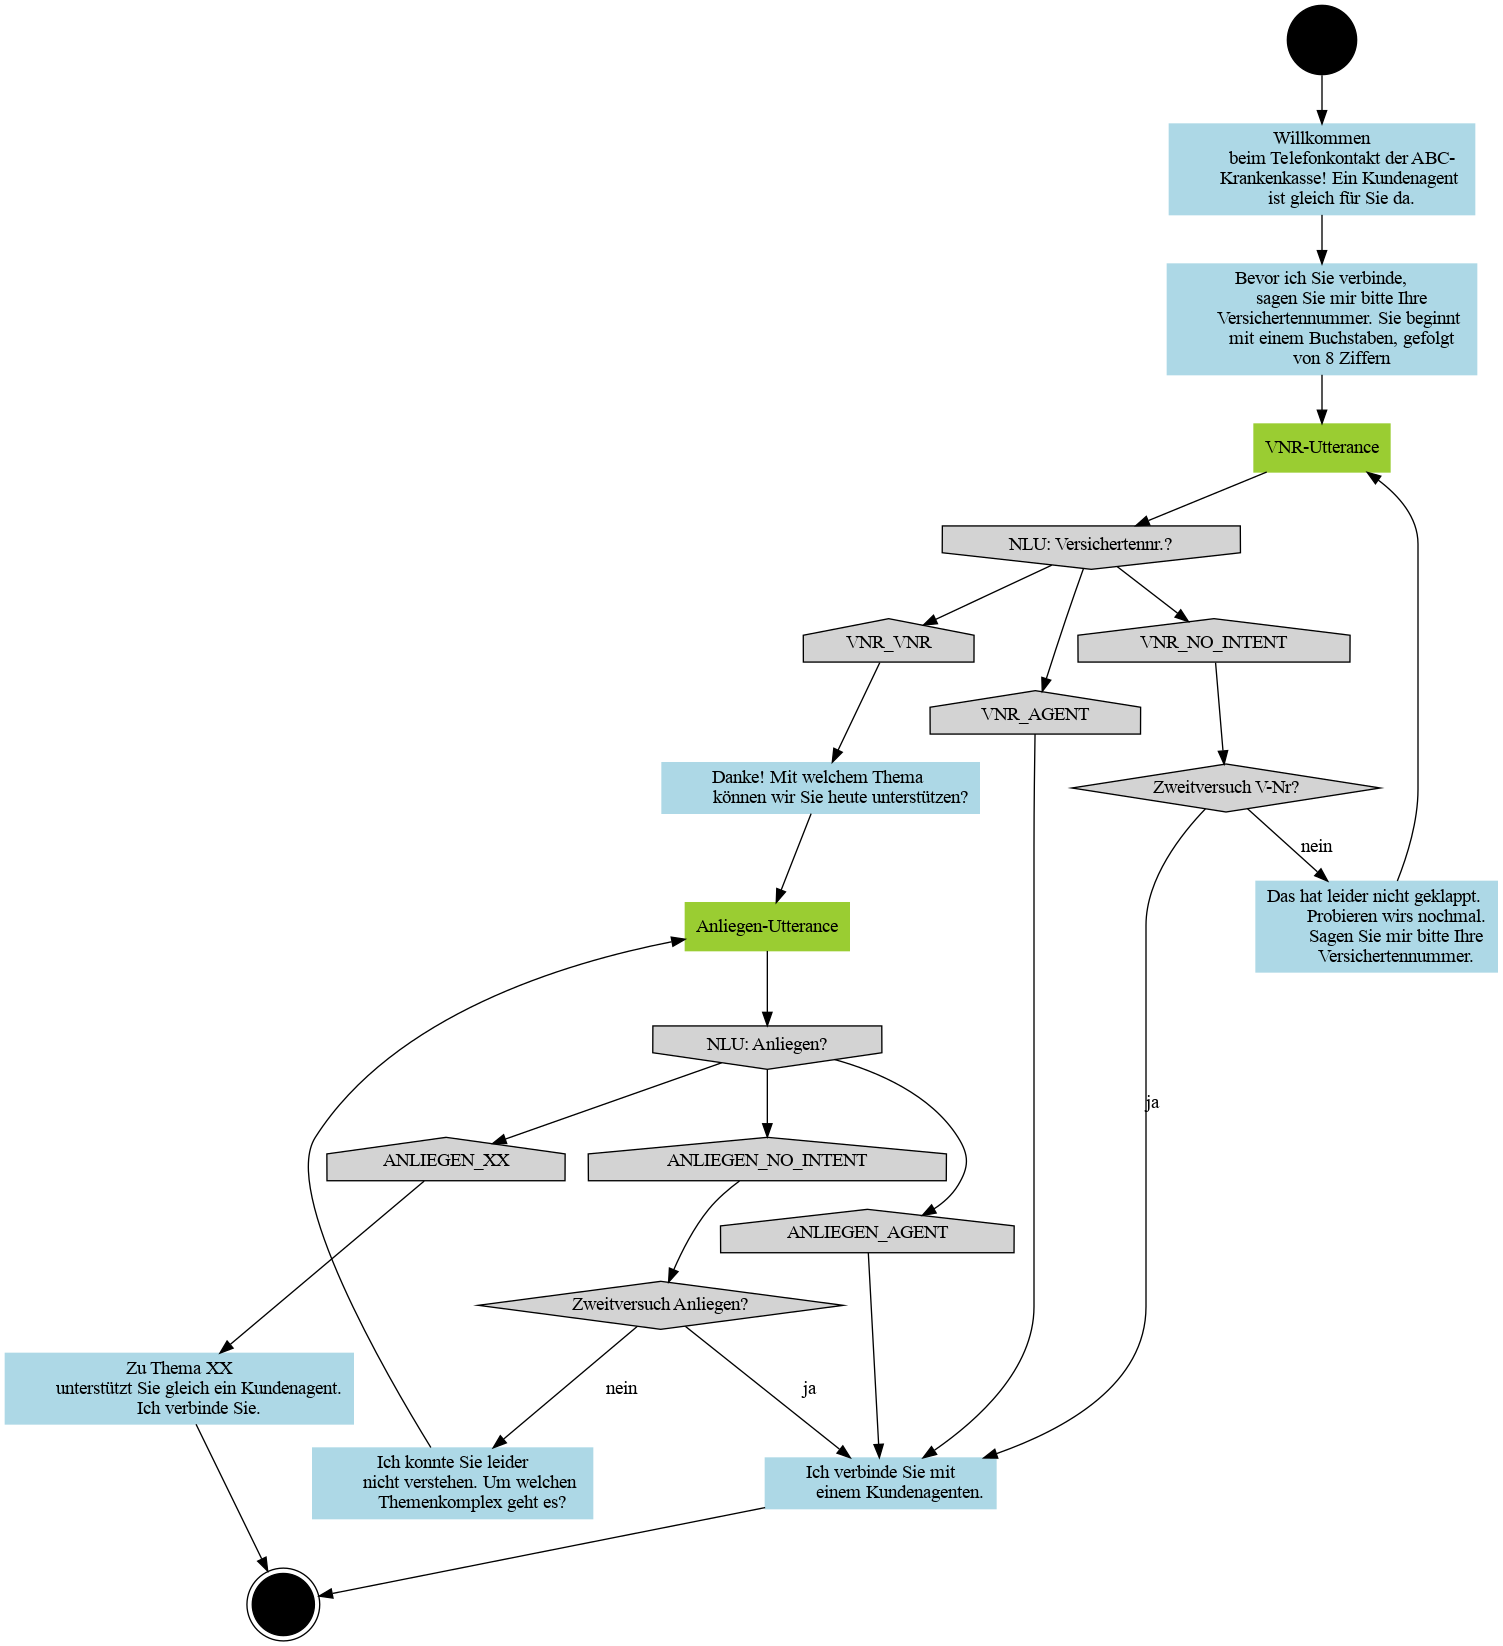 Willkommen
beim Telefonkontakt der ABC-
Krankenkasse! Ein Kundenagent
ist gleich für Sie da.
Bevor ich Sie verbinde,
sagen Sie mir bitte Ihre
Versichertennummer. Sie beginnt
mit einem Buchstaben, gefolgt
von 8 Ziffern
VNR-Utterance
NLU: Versichertennr.?
VNR_VNR
VNR_NO_INTENT
VNR_AGENT
Danke! Mit welchem Thema
können wir Sie heute unterstützen?
Zweitversuch V-Nr?
nein
Das hat leider nicht geklappt.
Probieren wirs nochmal.
Sagen Sie mir bitte Ihre
Versichertennummer.
Anliegen-Utterance
NLU: Anliegen?
ja
ANLIEGEN_XX
ANLIEGEN_NO_INTENT
ANLIEGEN_AGENT
Zweitversuch Anliegen?
nein
ja
Zu Thema XX
unterstützt Sie gleich ein Kundenagent.
Ich verbinde Sie.
Ich konnte Sie leider
nicht verstehen. Um welchen
Themenkomplex geht es?
Ich verbinde Sie mit
einem Kundenagenten.